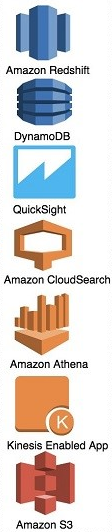 Amazon Redshift
DynamoDB
QuickSight
Amazon CloudSearch
Amazon Athena
K
Kinesis Enabled App
Amazon S3